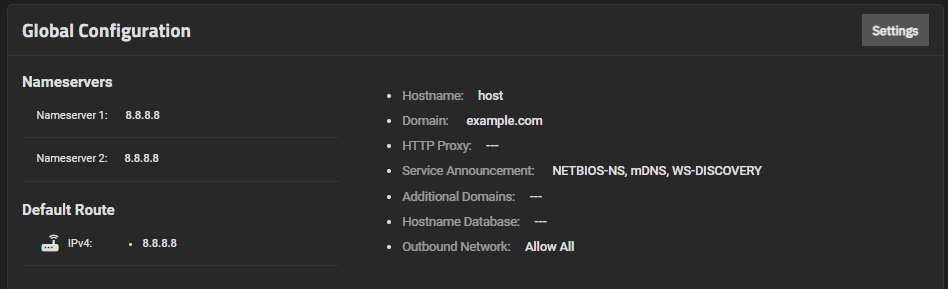 Global Configuration
Settings
Nameservers
Nameserver 1: 8.8.8.8
Nameserver 2: 8.8.8.8
Default Route
IPv4: • 8.8.8.8
• Hostname: host
• Domain: example.com
• HTTP Proxy: ---
• Service Announcement: NETBIOS-NS, mDNS, WS-DISCOVERY
• Additional Domains: ---
• Hostname Database: ---
• Outbound Network: Allow All